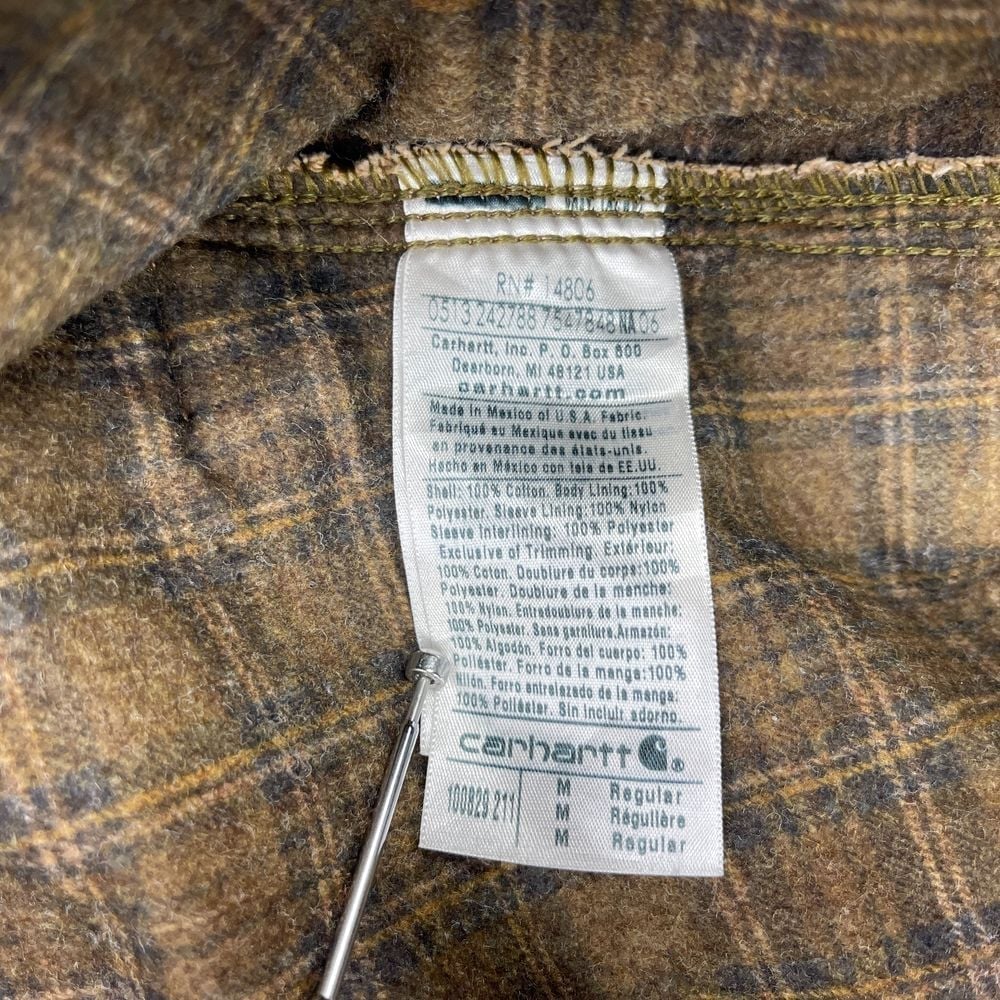 RN# 14806
0513 242788 7547848 NA 06
Carhartt, Inc. P. O. Box 600
Dearborn, MI 48121 USA
carhartt.com
Made in Mexico of U.S.A. Fabric.
Fabriqué au Mexique avec du tissu
en provenance des états-unis.
Hecho en México con tela de EE.UU.
Shell: 100% Cotton. Body Lining: 100%
Polyester. Sleeve Lining: 100% Nylon
Sleeve Interlining. 100% Polyester
Exclusive of Trimming. Extérieur:
100% Coton. Doublure du corps: 100%
Polyester. Doublure de la manche:
100% Nylon. Entredoublure de la manche:
100% Polyester. Sans garniture. Armazón:
100% Algodón. Forro del cuerpo: 100%
Poliéster. Forro de la manga: 100%
Forro entrelazado de la manga:
100% Poliéster. Sin incluir adorno.
carhartt
100829 211 M Regular
M Régulière
M Regular